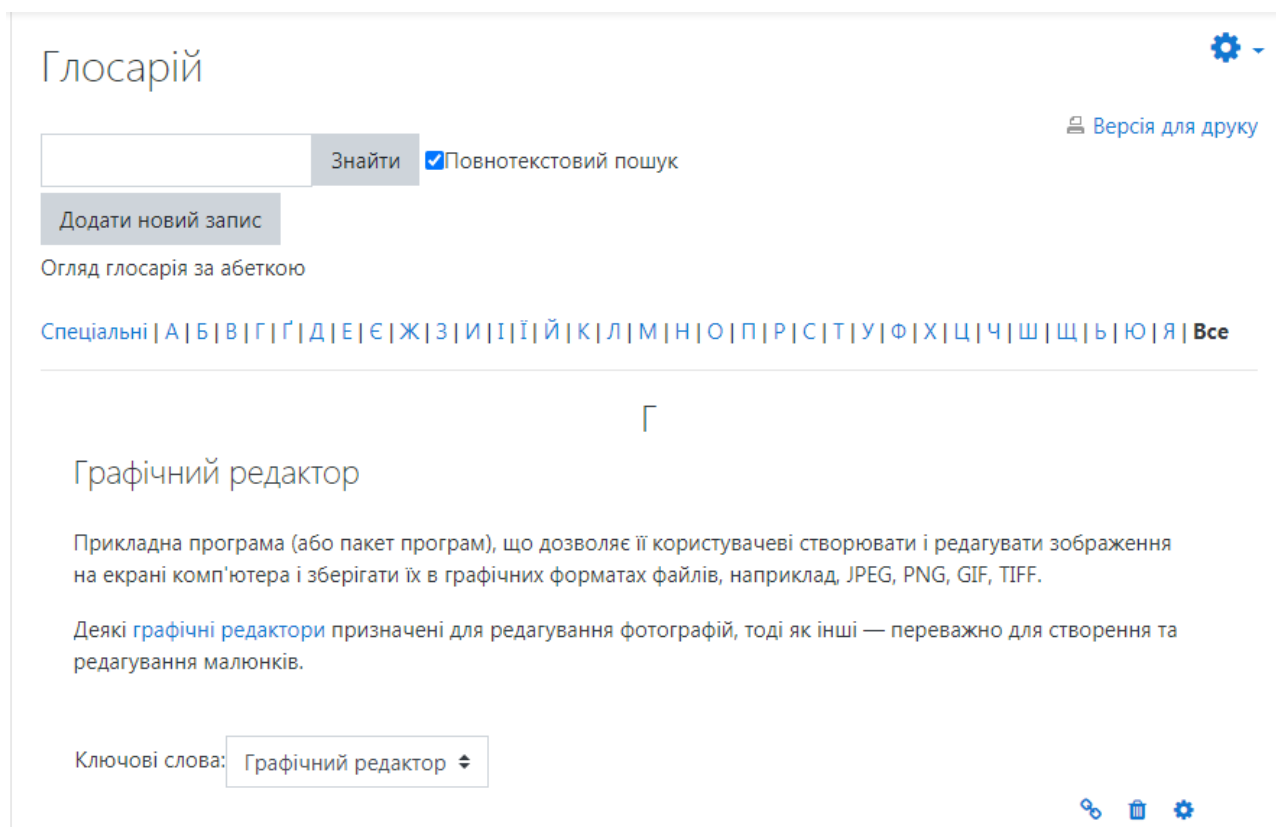 Глосарій
Версія для друку
Знайти Повнотекстовий пошук
Додати новий запис
Огляд глосарія за абеткою
Спеціальні | А | Б | В | Г | Ґ | Д | Е | Є | Ж | З | И | І | Ї | Й | К | Л | М | Н | О | П | Р | С | Т | У | Ф | Х | Ц | Ч | Ш | Щ | Ь | Ю | Я | Все
Г
Графічний редактор
Прикладна програма (або пакет програм), що дозволяє її користувачеві створювати і редагувати зображення
на екрані комп'ютера і зберігати їх в графічних форматах файлів, наприклад, JPEG, PNG, GIF, TIFF.
Деякі графічні редактори призначені для редагування фотографій, тоді як інші — переважно для створення та
редагування малюнків.
Ключові слова: Графічний редактор